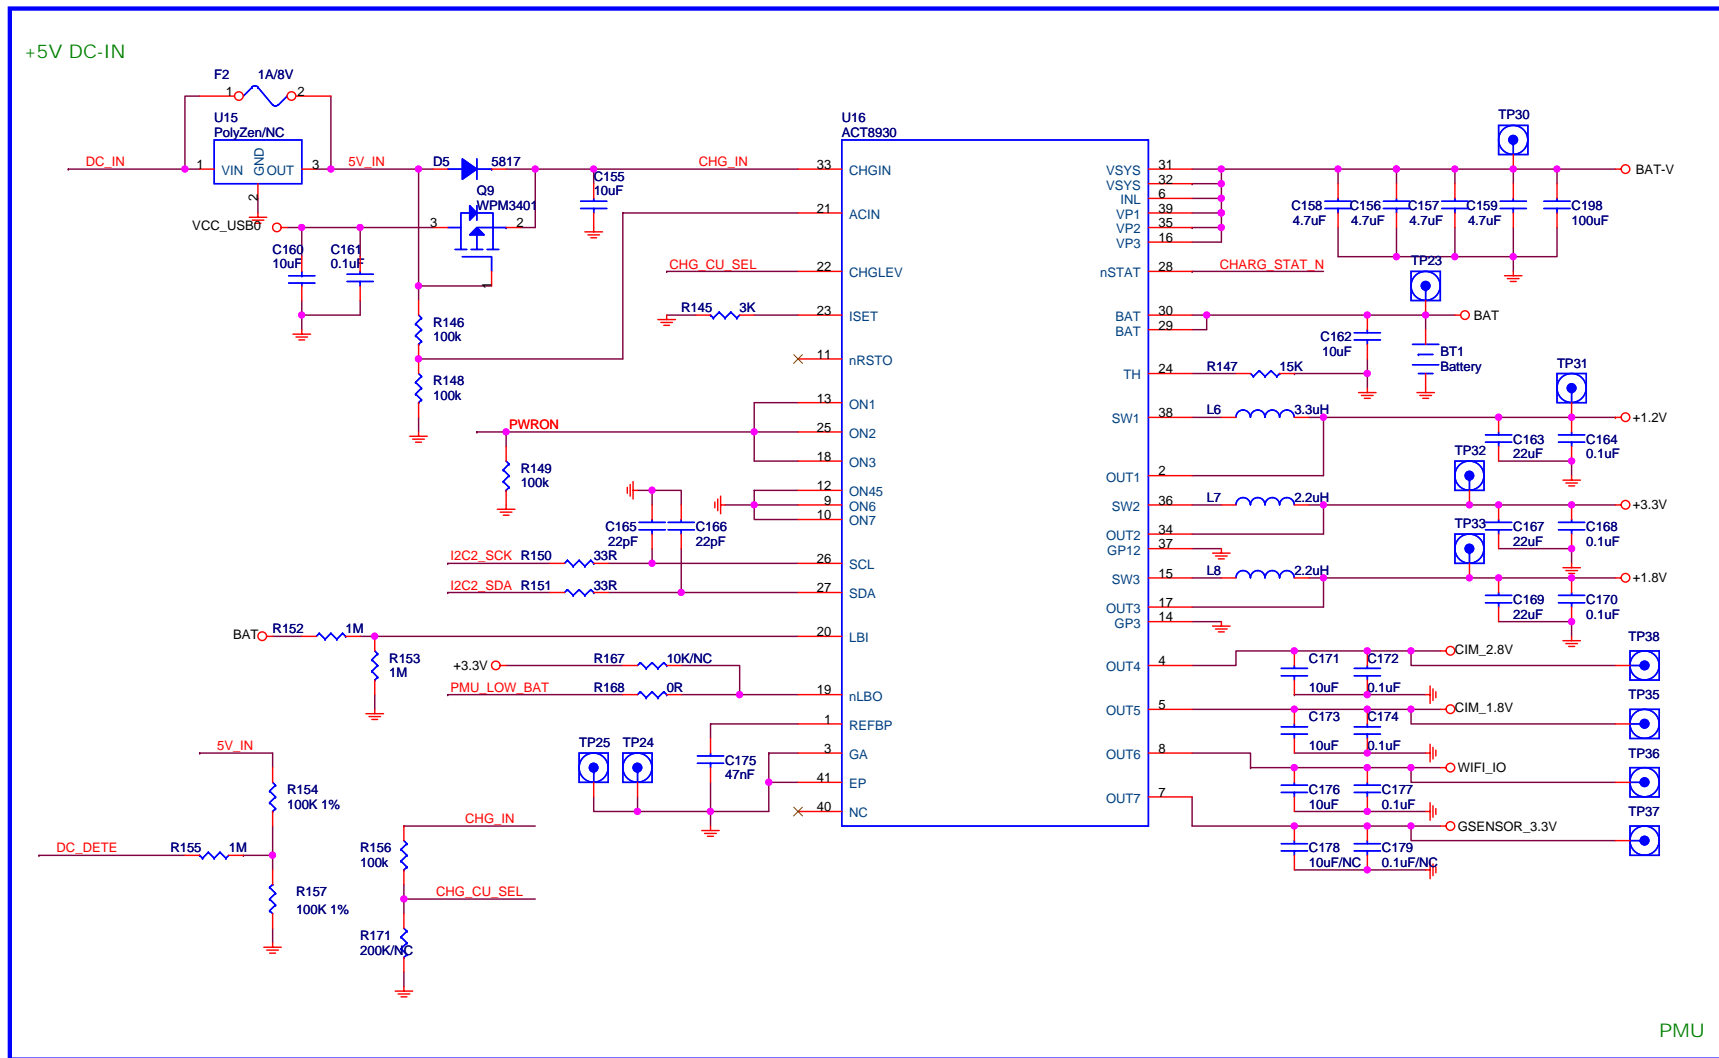 +5V DC-IN
F2 1A/8V
1 2
U15
PolyZen/NC
DC_IN 1 VIN GND OUT 3 5V_IN
2
D5 5817
CHG_IN
Q9
WPM3401
3 2
1
VCC_USB0
C155
10uF
C160
10uF
C161
0.1uF
R146
100k
R148
100k
CHG_CU_SEL
R145 3K
PWRON
R149
100k
C165
22pF
C166
22pF
I2C2_SCK R150 33R
I2C2_SDA R151 33R
BAT R152 1M
R153
1M
+3.3V R167 10K/NC
PMU_LOW_BAT R168 0R
TP25 TP24
C175
47nF
5V_IN
R154
100K 1%
DC_DETE R155 1M
R157
100K 1%
CHG_IN
R156
100k
CHG_CU_SEL
R171
200K/NC
U16
ACT8930
33 CHGIN
21 ACIN
22 CHGLEV
23 ISET
11 nRSTO
13 ON1
25 ON2
18 ON3
12 ON45
9 ON6
10 ON7
26 SCL
27 SDA
20 LBI
19 nLBO
1 REFBP
3 GA
41 EP
40 NC
VSYS 31
VSYS 32
INL 6
VP1 39
VP2 35
VP3 16
nSTAT 28
BAT 30
BAT 29
TH 24
SW1 38
OUT1 2
SW2 36
OUT2 34
GP12 37
SW3 15
OUT3 17
GP3 14
OUT4 4
OUT5 5
OUT6 8
OUT7 7
TP30
BAT-V
C158
4.7uF
C156
4.7uF
C157
4.7uF
C159
4.7uF
C198
100uF
CHARG_STAT_N
TP23
BAT
C162
10uF
BT1
Battery
R147 15K
TP31
L6 3.3uH
+1.2V
C163
22uF
C164
0.1uF
TP32
L7 2.2uH
+3.3V
C167
22uF
C168
0.1uF
TP33
L8 2.2uH
+1.8V
C169
22uF
C170
0.1uF
CIM_2.8V
TP38
C171
10uF
C172
0.1uF
CIM_1.8V
TP35
C173
10uF
C174
0.1uF
WIFI_IO
TP36
C176
10uF
C177
0.1uF
GSENSOR_3.3V
TP37
C178
10uF/NC
C179
0.1uF/NC
PMU